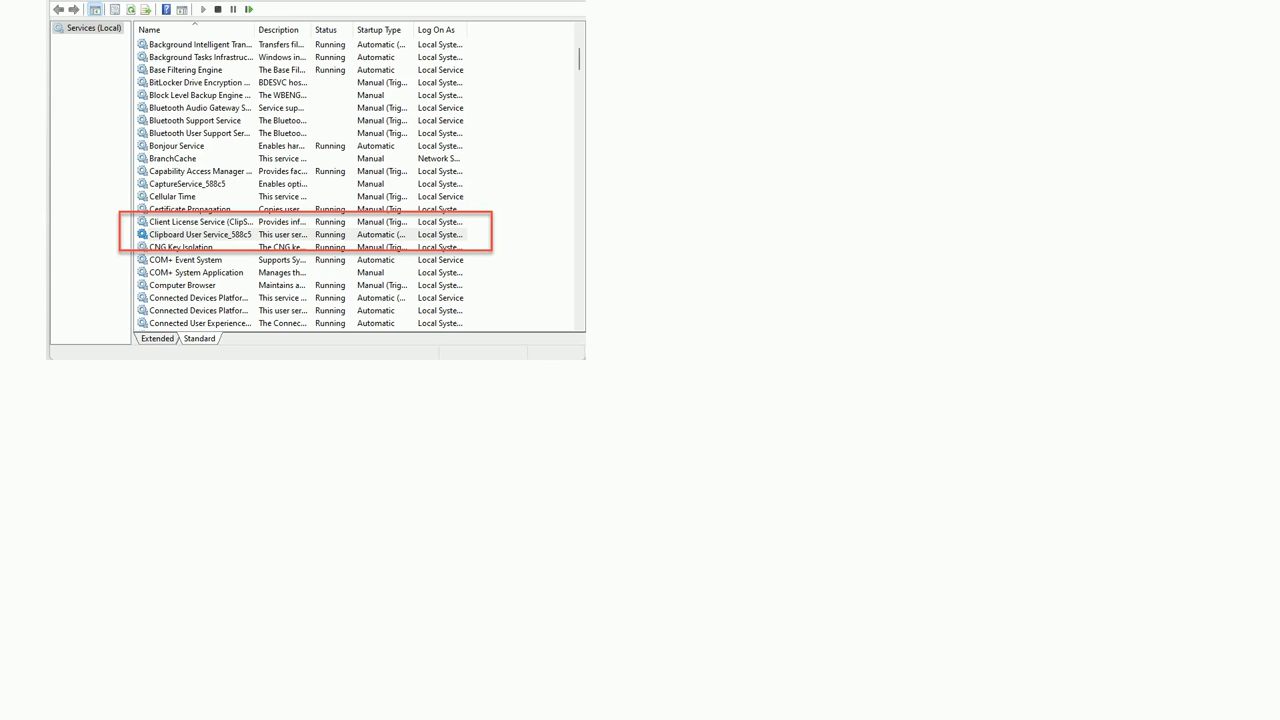 Services (Local)
Name Description Status Startup Type Log On As
Background Intelligent Tran... Transfers fil... Running Automatic (... Local Syste...
Background Tasks Infrastruc... Windows in... Running Automatic Local Syste...
Base Filtering Engine The Base Fil... Running Automatic Local Service
BitLocker Drive Encryption ... BDESVC hos... Manual (Trig... Local Syste...
Block Level Backup Engine ... The WBENG... Manual Local Syste...
Bluetooth Audio Gateway S... Service sup... Manual (Trig... Local Service
Bluetooth Support Service The Bluetoo... Manual (Trig... Local Service
Bluetooth User Support Ser... The Bluetoo... Manual (Trig... Local Syste...
Bonjour Service Enables har... Running Automatic Local Syste...
BranchCache This service ... Manual Network S...
Capability Access Manager ... Provides fac... Running Manual (Trig... Local Syste...
CaptureService_588c5 Enables opti... Manual Local Syste...
Cellular Time This service ... Manual (Trig... Local Service
Certificate Propagation Copies user ... Running Manual (Trig... Local Syste...
Client License Service (ClipS... Provides inf... Running Manual (Trig... Local Syste...
Clipboard User Service_588c5 This user ser... Running Automatic (... Local Syste...
CNG Key Isolation The CNG ke... Running Manual (Trig... Local Syste...
COM+ Event System Supports Sy... Running Automatic Local Service
COM+ System Application Manages th... Manual Local Syste...
Computer Browser Maintains a... Running Manual (Trig... Local Syste...
Connected Devices Platfor... This service ... Running Automatic (... Local Service
Connected Devices Platfor... This user ser... Running Automatic Local Syste...
Connected User Experience... The Connec... Running Automatic Local Syste...
Extended Standard